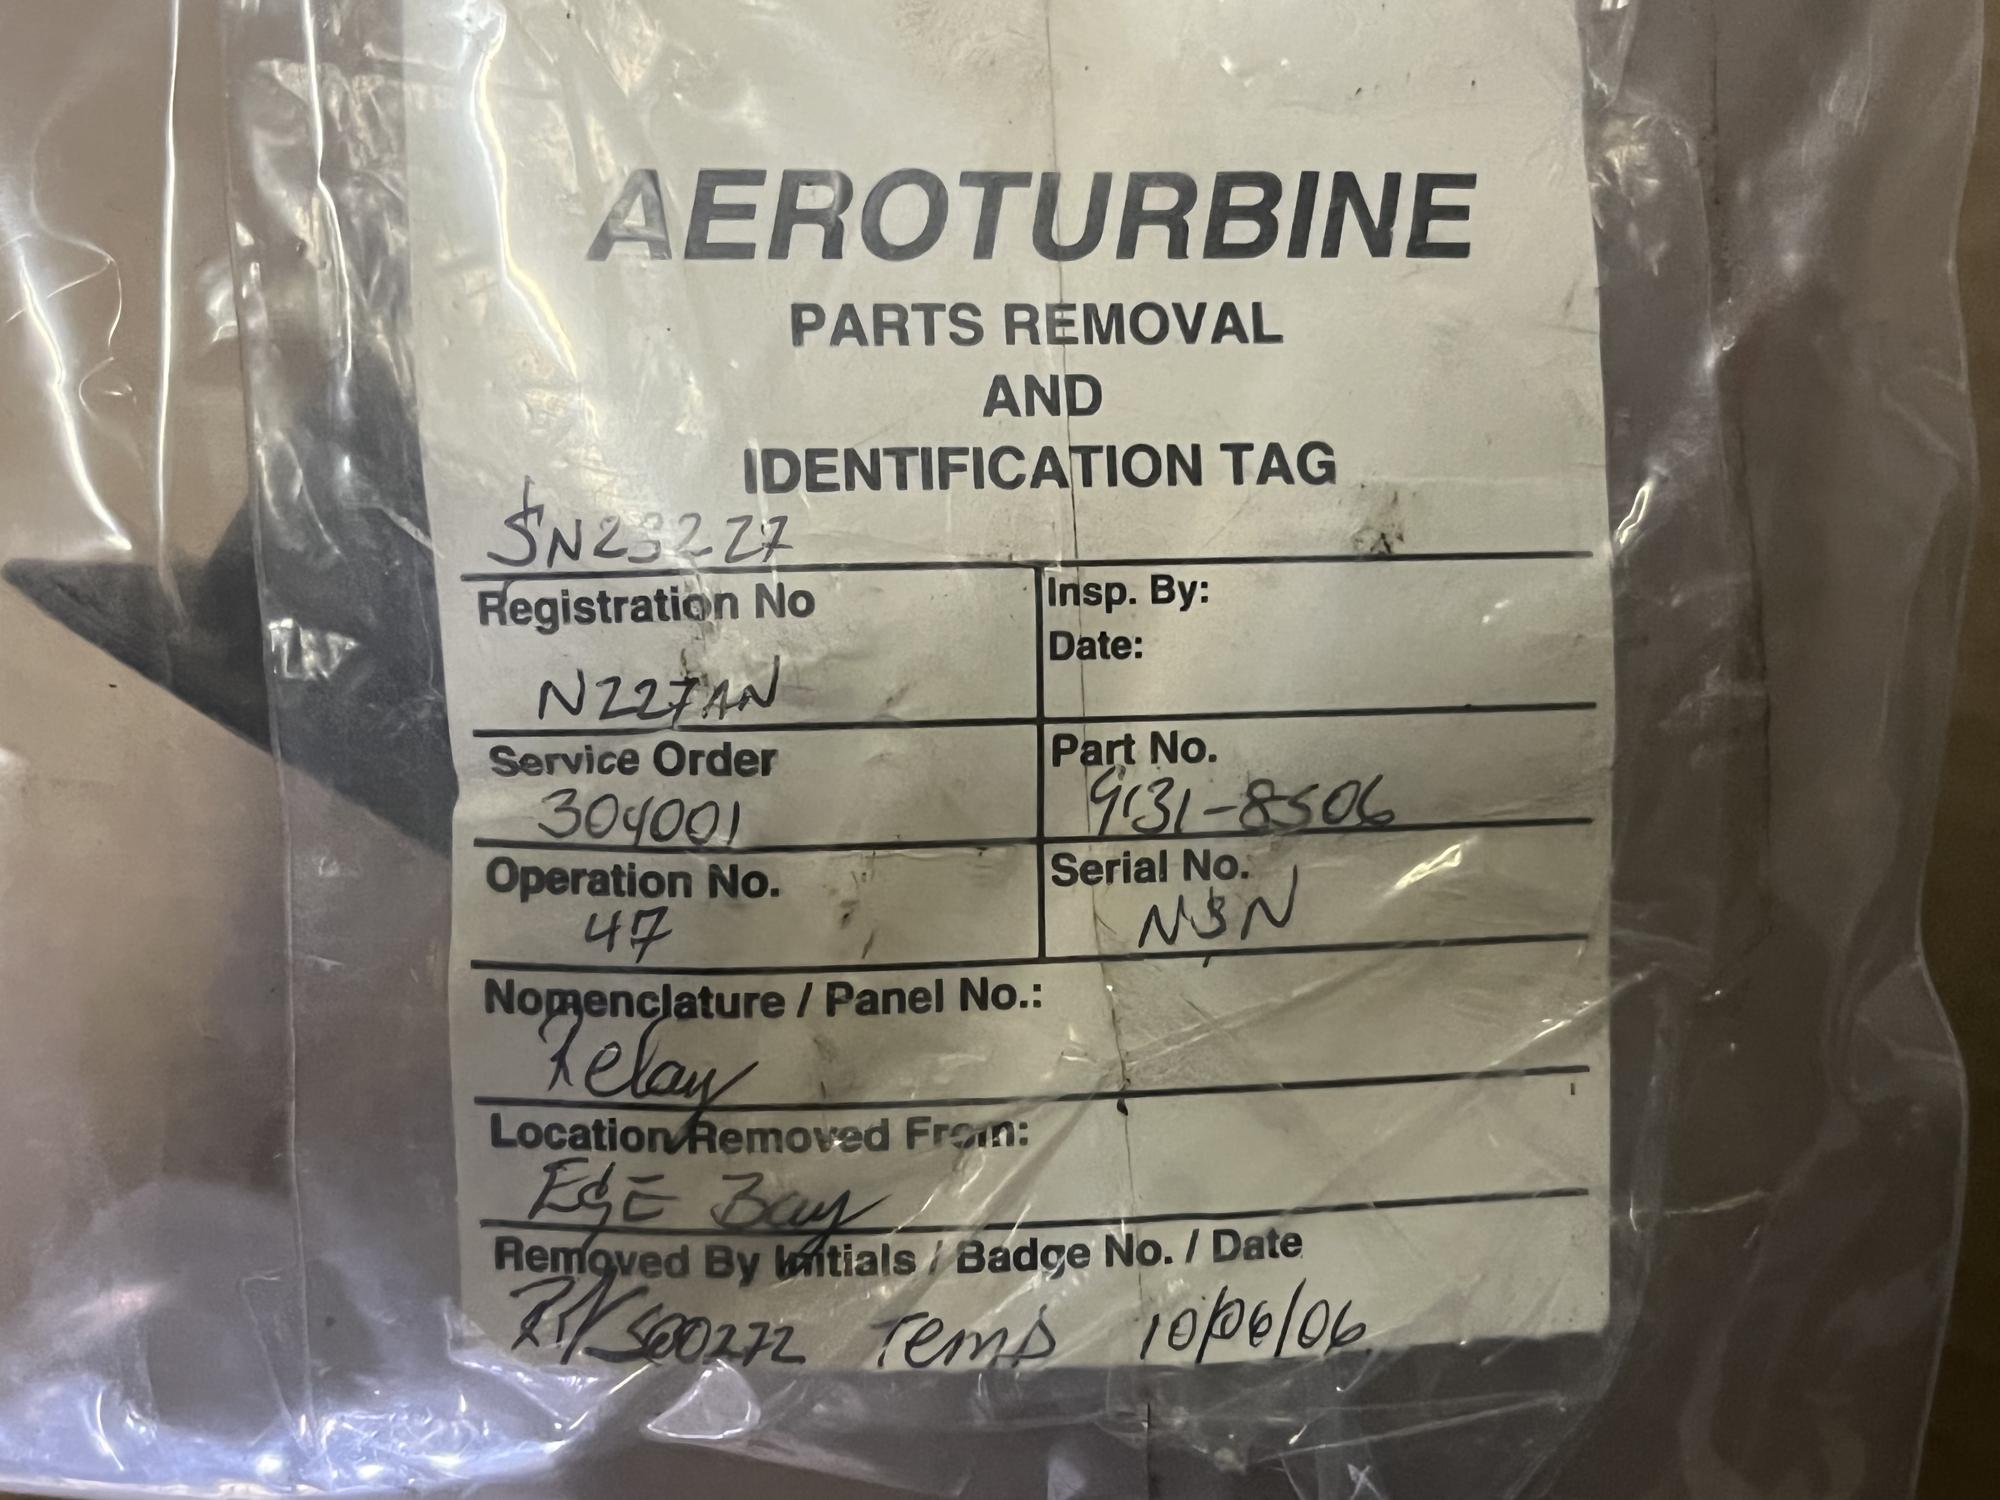 AEROTURBINE
PARTS REMOVAL
AND
IDENTIFICATION TAG
SN23227
Registration No
N227AN
Insp. By:
Date:
Service Order
304001
Part No.
9131-8506
Operation No.
47
Serial No.
NSN
Nomenclature / Panel No.:
Relay
Location Removed From:
E&E Bay
Removed By Initials / Badge No. / Date
500272 Temp 10/06/06